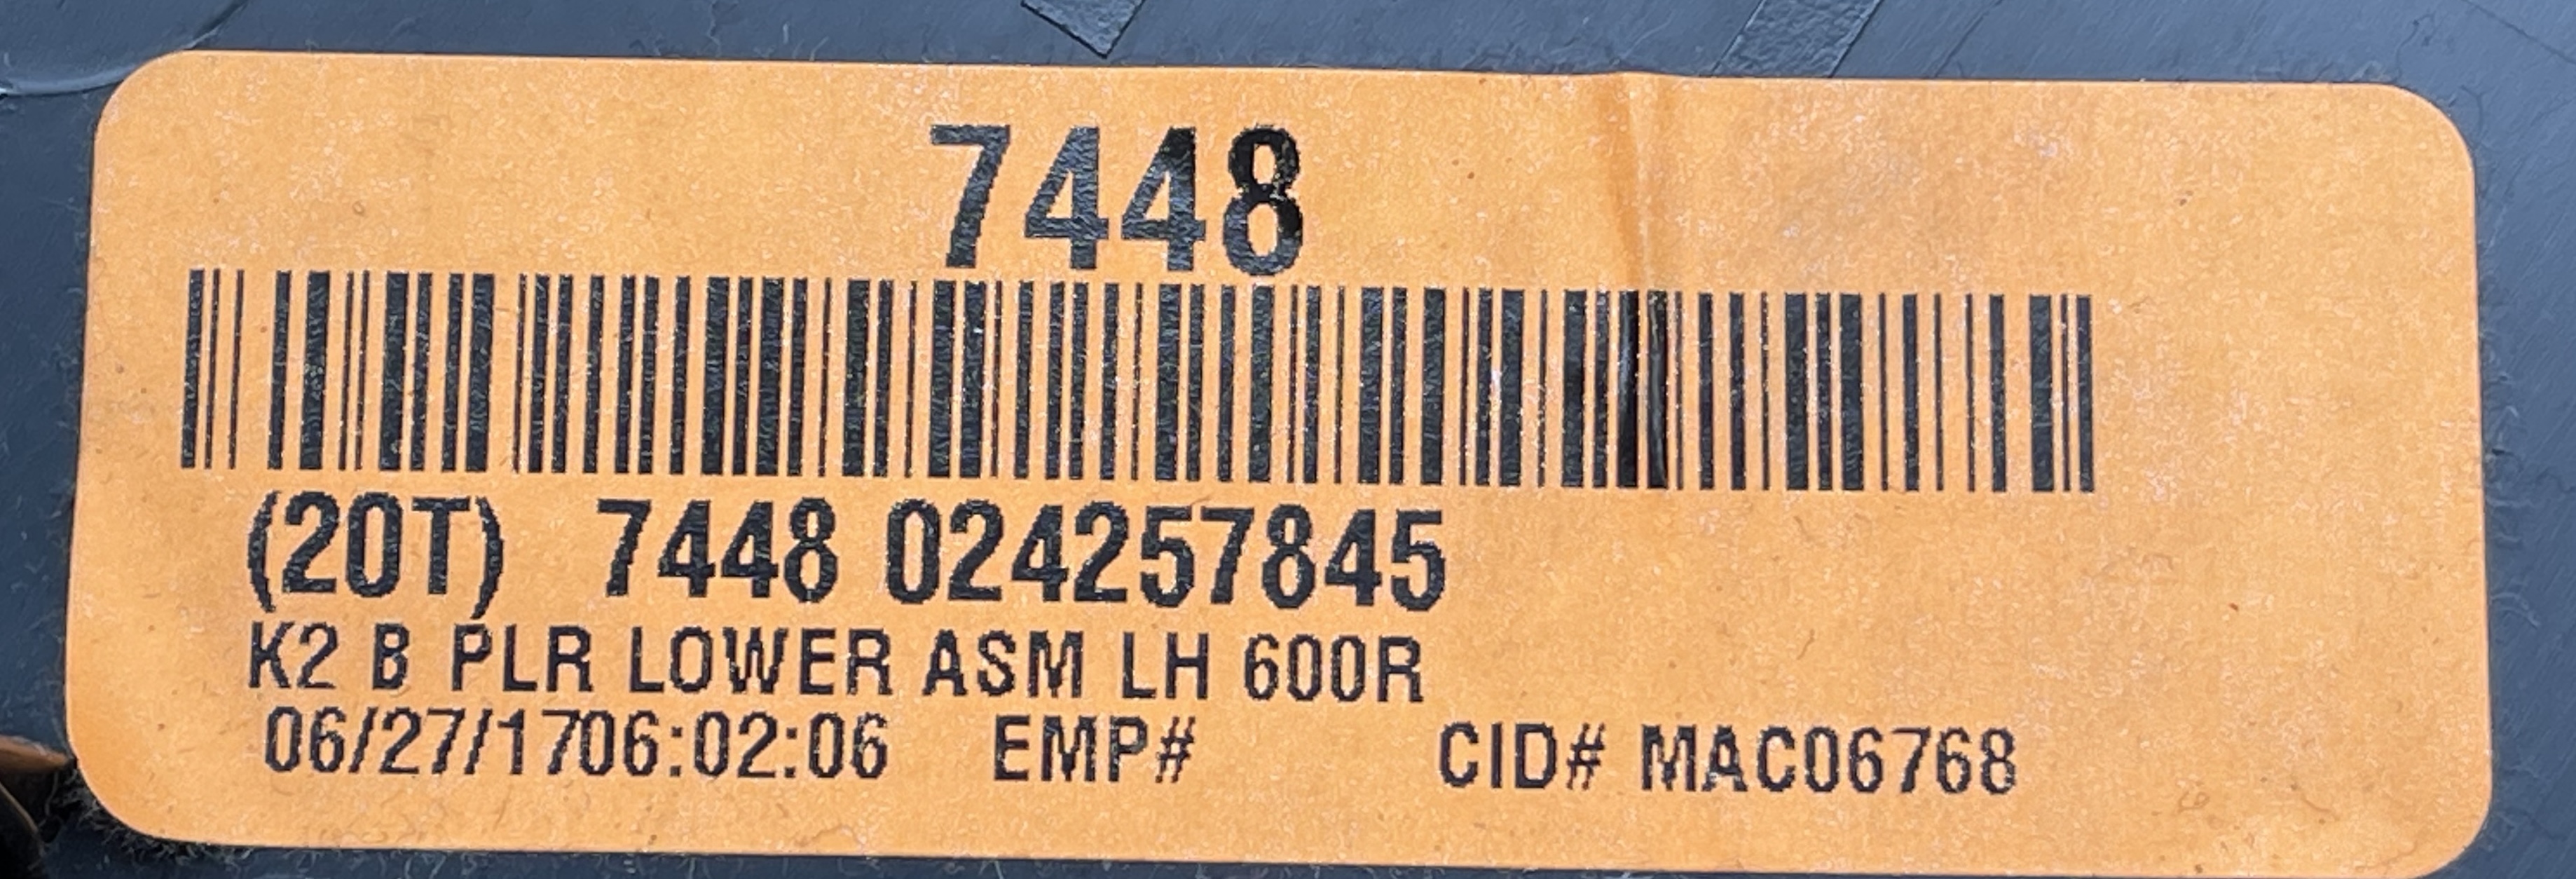 7448
(20T) 7448 024257845
K2 B PLR LOWER ASM LH 600R
06/27/1706:02:06 EMP# CID# MAC06768